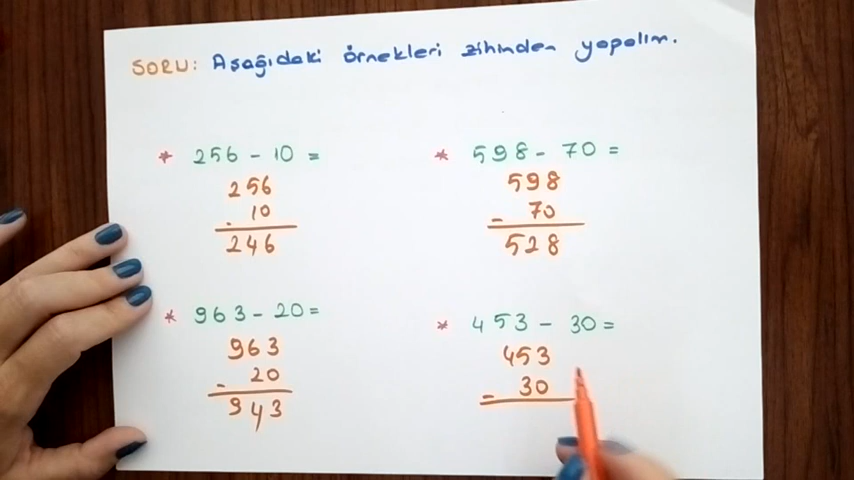 SORU: Aşağıdaki örnekleri zihinden yapalım.
* 256 - 10 =
256
- 10
246
* 598 - 70 =
598
- 70
528
* 963 - 20 =
963
- 20
943
* 453 - 30 =
453
- 30